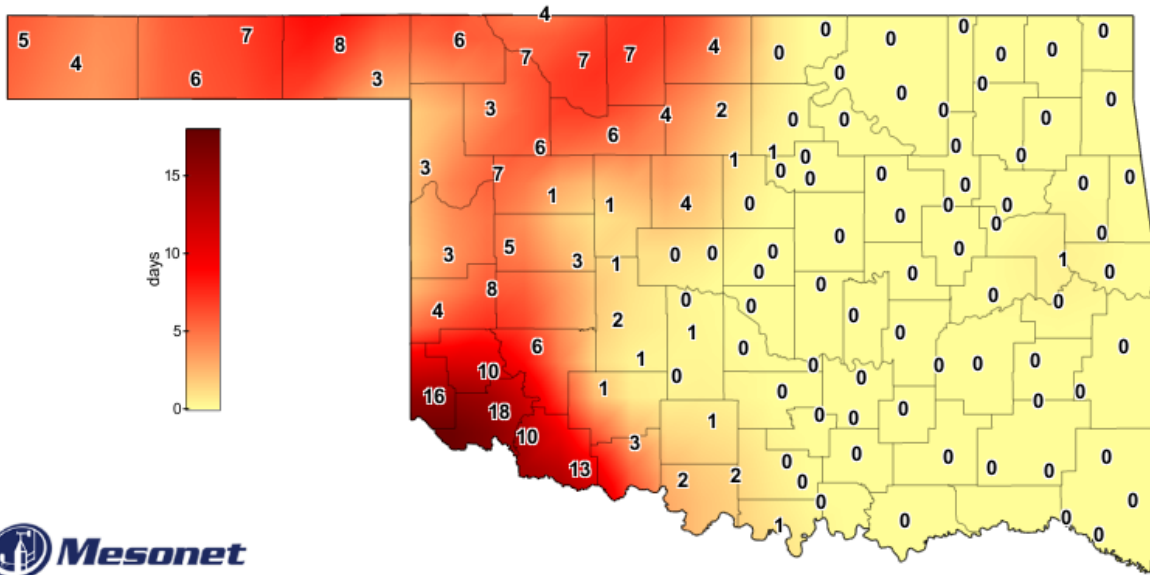 4
5 7 8 6 7 7 7 4 0 0 0 0 0 0 0
4 6 3 0 0 0 0
3 6 4 2 0 0 0 0 0
6 1 1 0 0 0
3 7 0 0 0 0 0 0
1 1 4 0 0 0 0
5 0 0 0 0
3 3 1 0 0 0 0 0 1 0
8 0 0
4 2 0 0 0 0 0
6 1 0 0 0
10 1 0 0 0 0 0 0
16 1 0 0 0
18 1 0 0 0 0
10 3 0 0 0
13 2 2 0 0 0 0
1 0 0 0 0 0
15
10
days
5
0
Mesonet